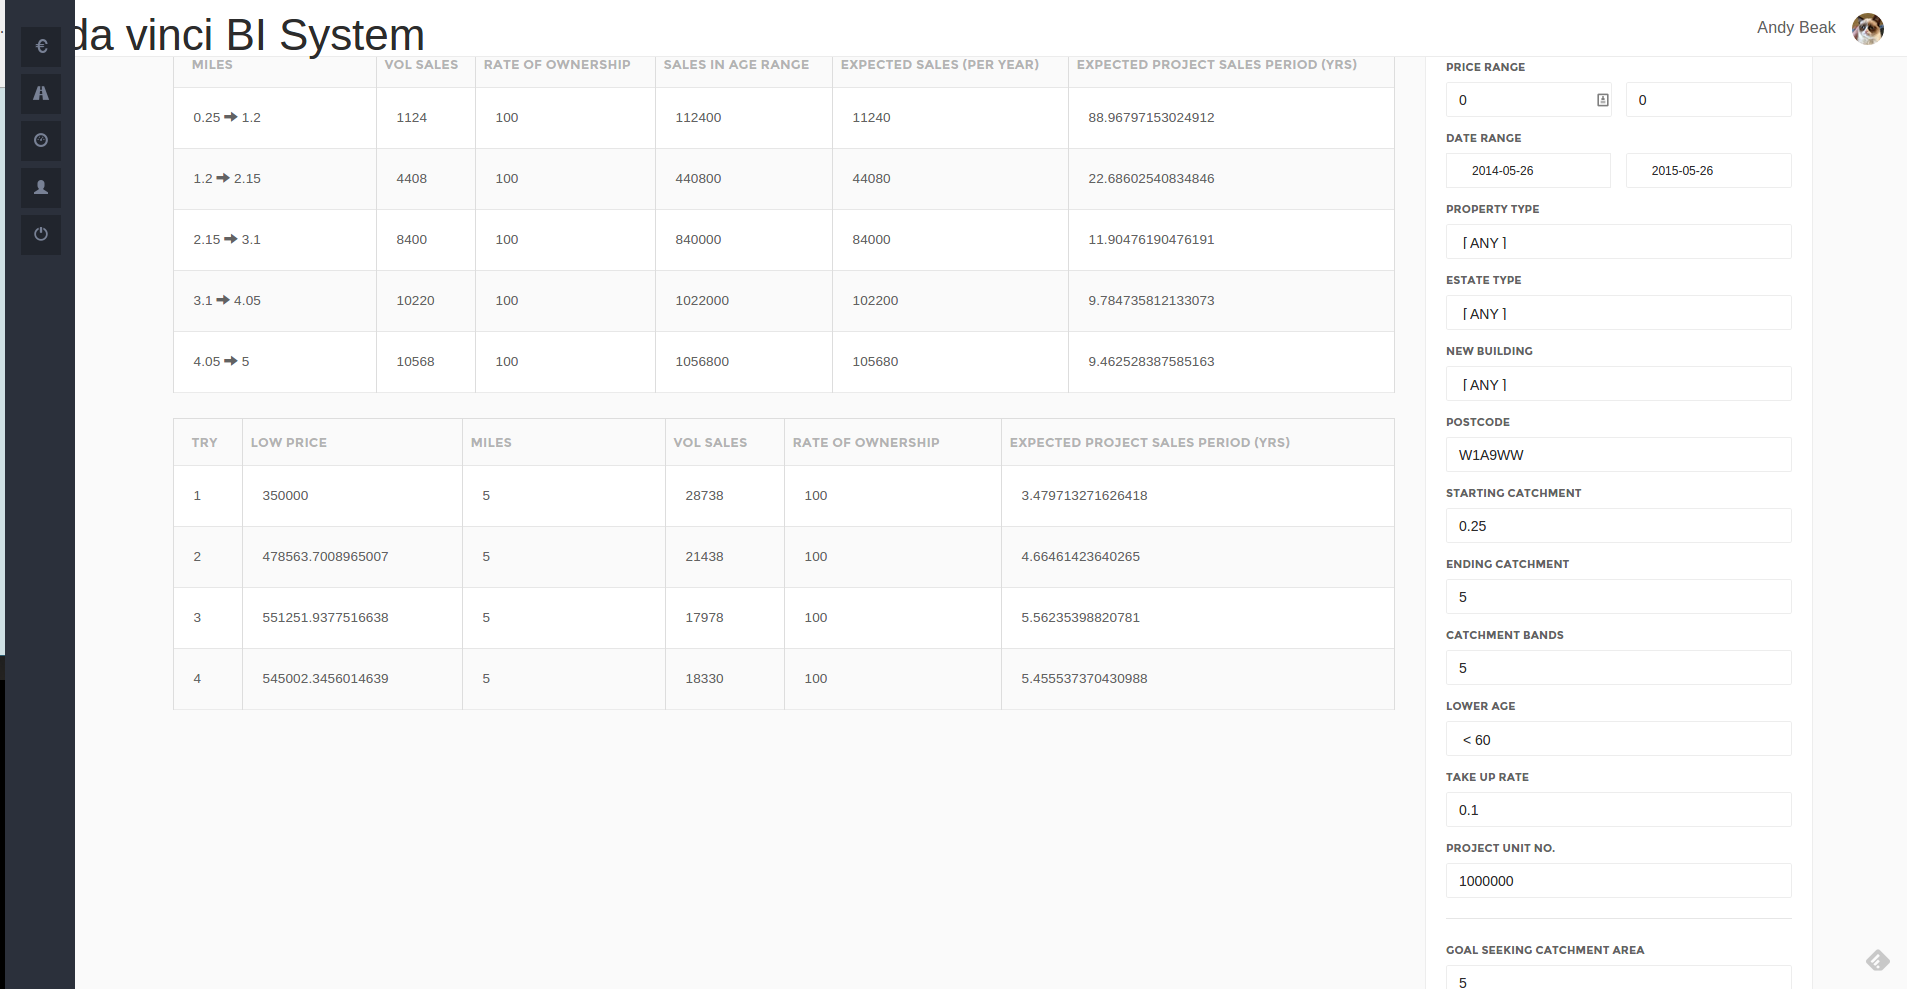 da vinci BI System
Andy Beak
MILES VOL SALES RATE OF OWNERSHIP SALES IN AGE RANGE EXPECTED SALES (PER YEAR) EXPECTED PROJECT SALES PERIOD (YRS)
0.25 ➡ 1.2 1124 100 112400 11240 88.96797153024912
1.2 ➡ 2.15 4408 100 440800 44080 22.68602540834846
2.15 ➡ 3.1 8400 100 840000 84000 11.90476190476191
3.1 ➡ 4.05 10220 100 1022000 102200 9.784735812133073
4.05 ➡ 5 10568 100 1056800 105680 9.462528387585163
TRY LOW PRICE MILES VOL SALES RATE OF OWNERSHIP EXPECTED PROJECT SALES PERIOD (YRS)
1 350000 5 28738 100 3.479713271626418
2 478563.7008965007 5 21438 100 4.66461423640265
3 551251.9377516638 5 17978 100 5.56235398820781
4 545002.3456014639 5 18330 100 5.455537370430988
PRICE RANGE
0 0
DATE RANGE
2014-05-26 2015-05-26
PROPERTY TYPE
[ ANY ]
ESTATE TYPE
[ ANY ]
NEW BUILDING
[ ANY ]
POSTCODE
W1A9WW
STARTING CATCHMENT
0.25
ENDING CATCHMENT
5
CATCHMENT BANDS
5
LOWER AGE
< 60
TAKE UP RATE
0.1
PROJECT UNIT NO.
1000000
GOAL SEEKING CATCHMENT AREA
5